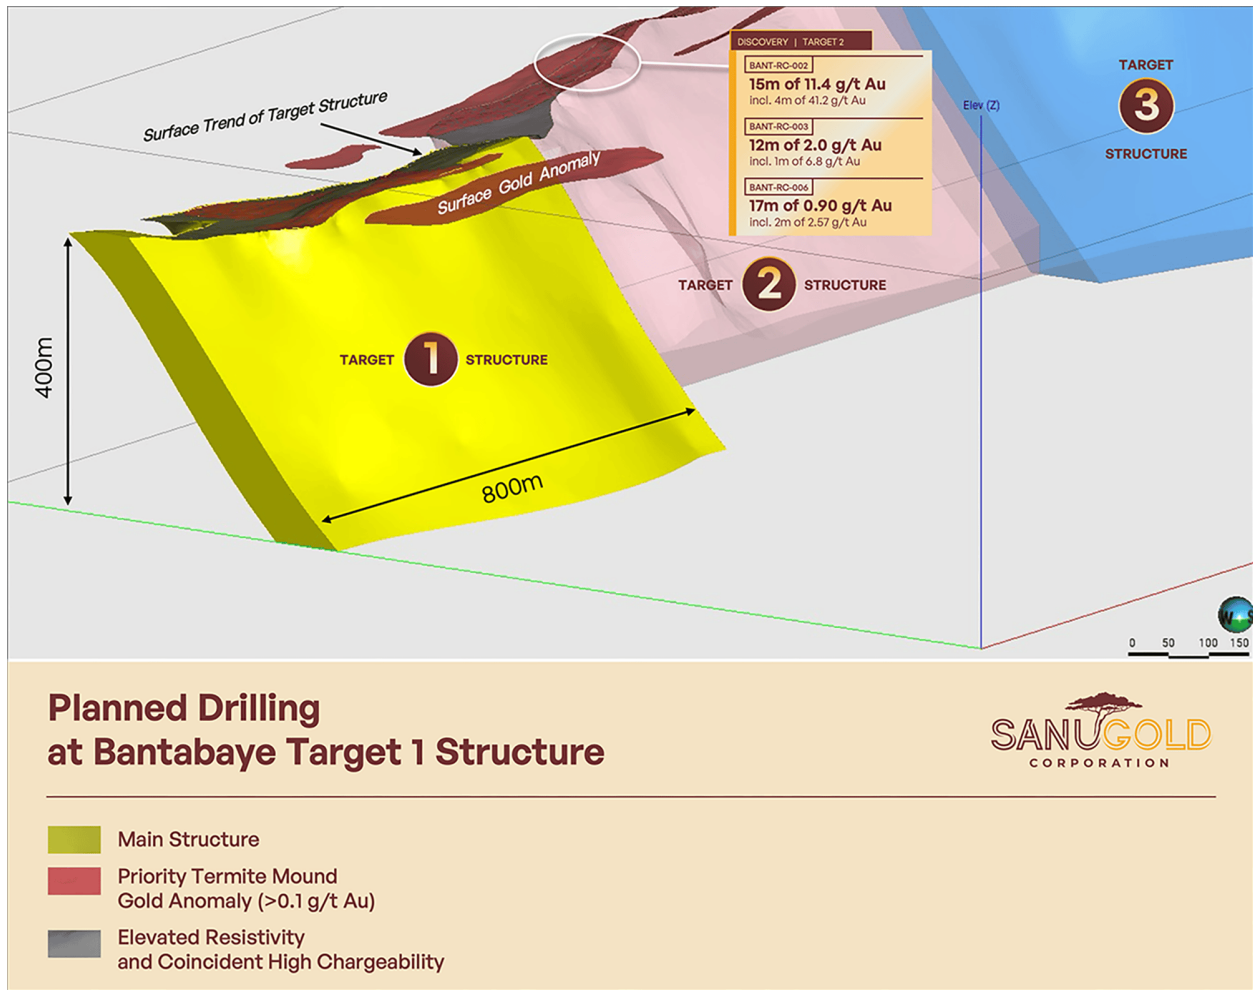 DISCOVERY | TARGET 2
BANT-RC-002
15m of 11.4 g/t Au
incl. 4m of 41.2 g/t Au
BANT-RC-003
12m of 2.0 g/t Au
incl. 1m of 6.8 g/t Au
BANT-RC-006
17m of 0.90 g/t Au
incl. 2m of 2.57 g/t Au
TARGET
3
STRUCTURE
Elev (Z)
Surface Trend of Target Structure
Surface Gold Anomaly
TARGET 2 STRUCTURE
TARGET 1 STRUCTURE
400m
800m
W S
0 50 100 150
Planned Drilling
at Bantabaye Target 1 Structure
SANUGOLD
CORPORATION
Main Structure
Priority Termite Mound
Gold Anomaly (>0.1 g/t Au)
Elevated Resistivity
and Coincident High Chargeability